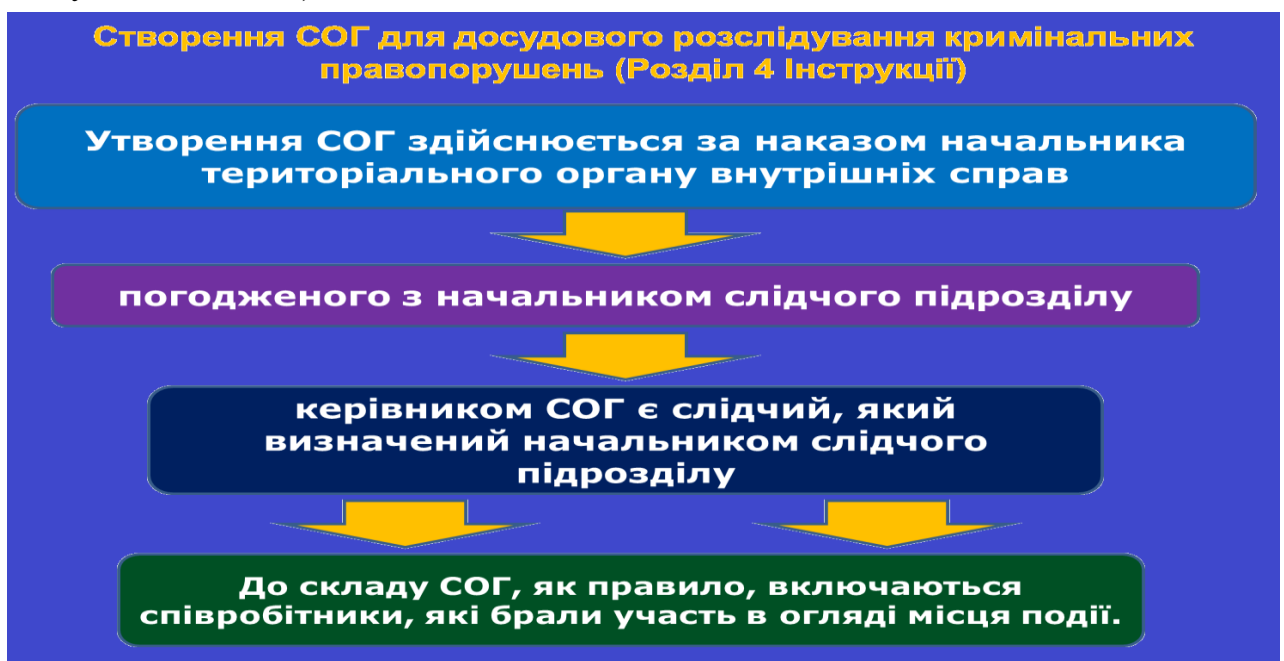 Створення СОГ для досудового розслідування кримінальних
правопорушень (Розділ 4 Інструкції)
Утворення СОГ здійснюється за наказом начальника
територіального органу внутрішніх справ
погодженого з начальником слідчого підрозділу
керівником СОГ є слідчий, який
визначений начальником слідчого
підрозділу
До складу СОГ, як правило, включаються
співробітники, які брали участь в огляді місця події.